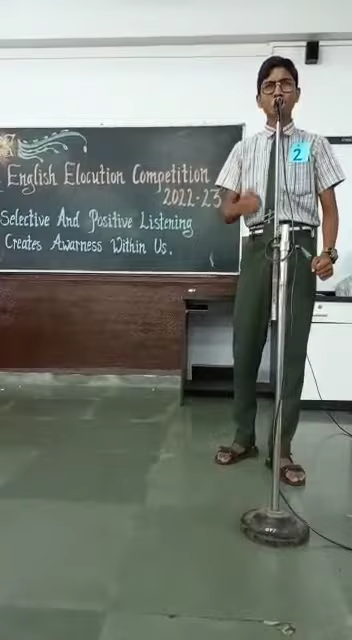 English Elocution Competition
2022-23
Selective And Positive Listening
Creates Awarness Within Us.
2